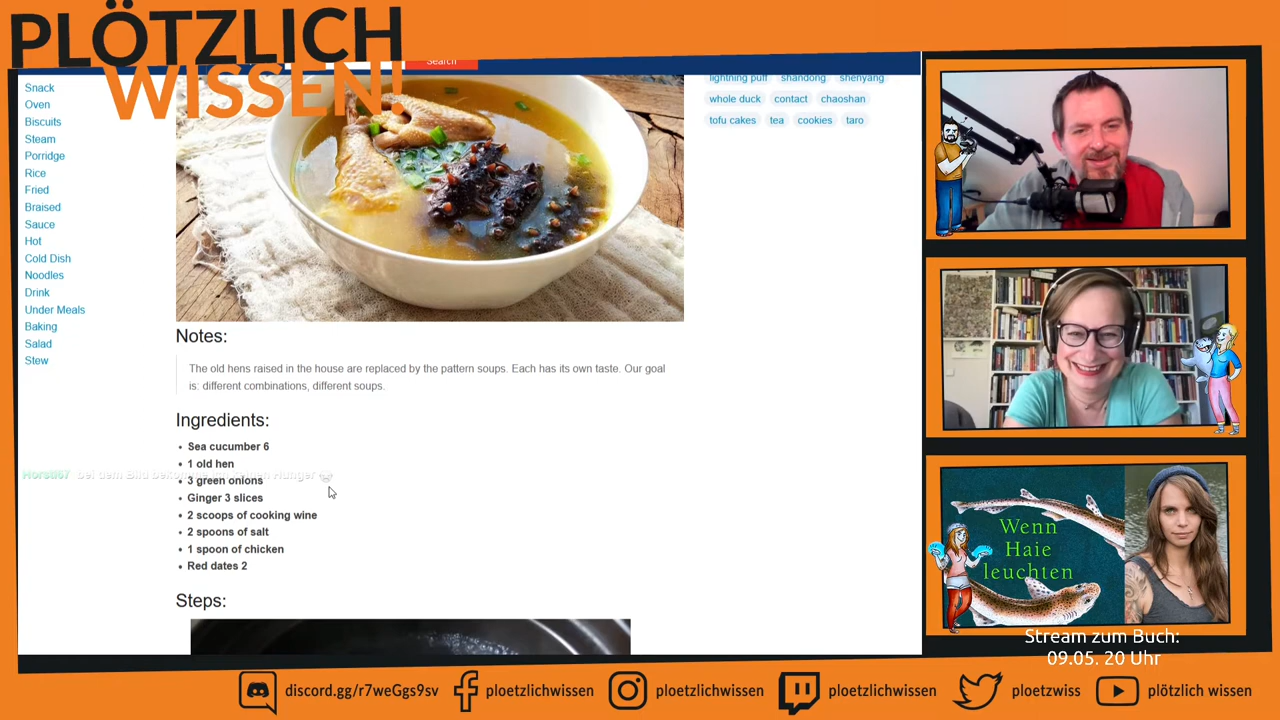 PLÖTZLICH
WISSEN!
Search
Snack
Oven
Biscuits
Steam
Porridge
Rice
Fried
Braised
Sauce
Hot
Cold Dish
Noodles
Drink
Under Meals
Baking
Salad
Stew
lightning puff shandong shenyang
whole duck contact chaoshan
tofu cakes tea cookies taro
Notes:
The old hens raised in the house are replaced by the pattern soups. Each has its own taste. Our goal
is: different combinations, different soups.
Ingredients:
• Sea cucumber 6
• 1 old hen
Horstl67 bei dem Bild
Hunger
• 3 green onions
• Ginger 3 slices
• 2 scoops of cooking wine
• 2 spoons of salt
• 1 spoon of chicken
• Red dates 2
Steps:
Wenn
Haie
leuchten
Stream zum Buch:
09.05. 20 Uhr
discord.gg/r7weGgs9sv ploetzlichwissen ploetzlichwissen ploetzlichwissen ploetzwiss plötzlich wissen